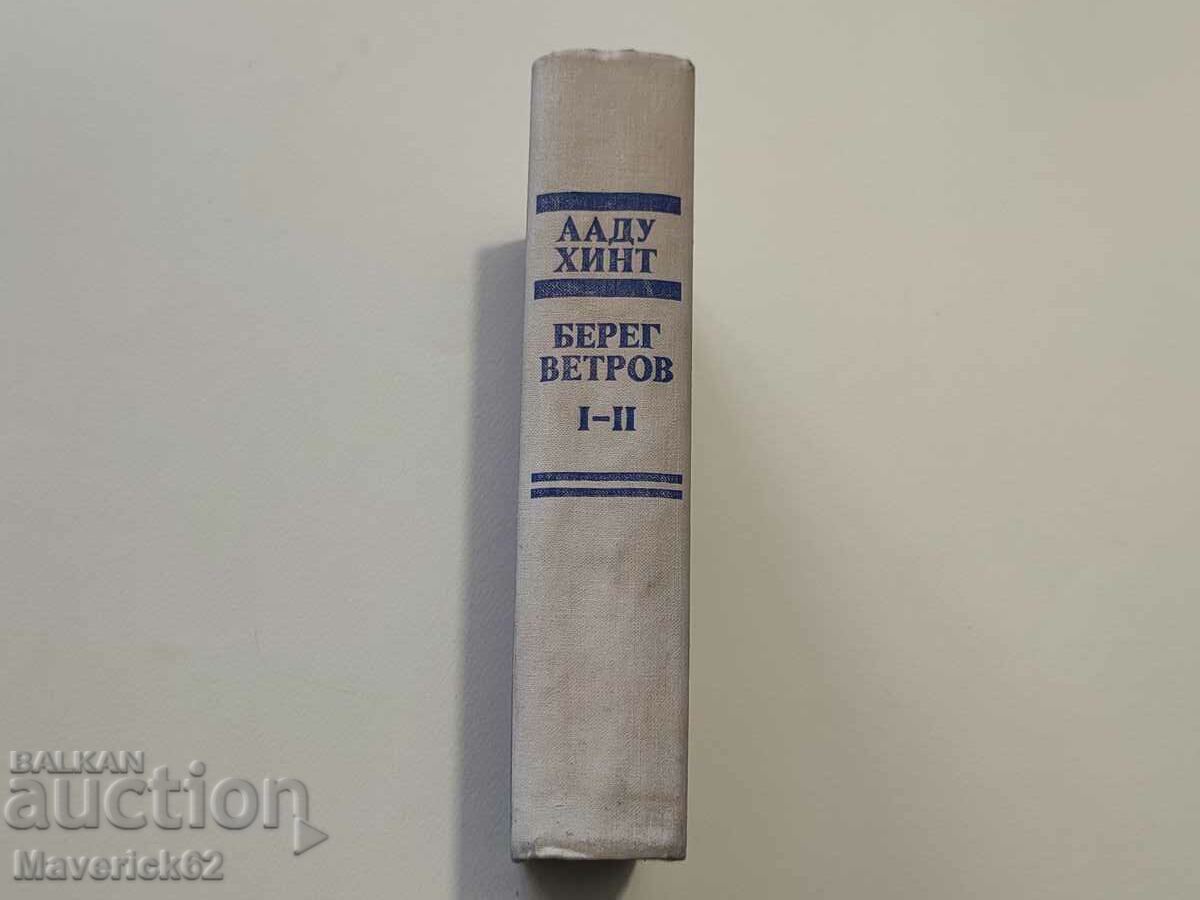 ААДУ
ХИНТ
БЕРЕГ
ВЕТРОВ
I–II
BALKAN
auction
Maverick62